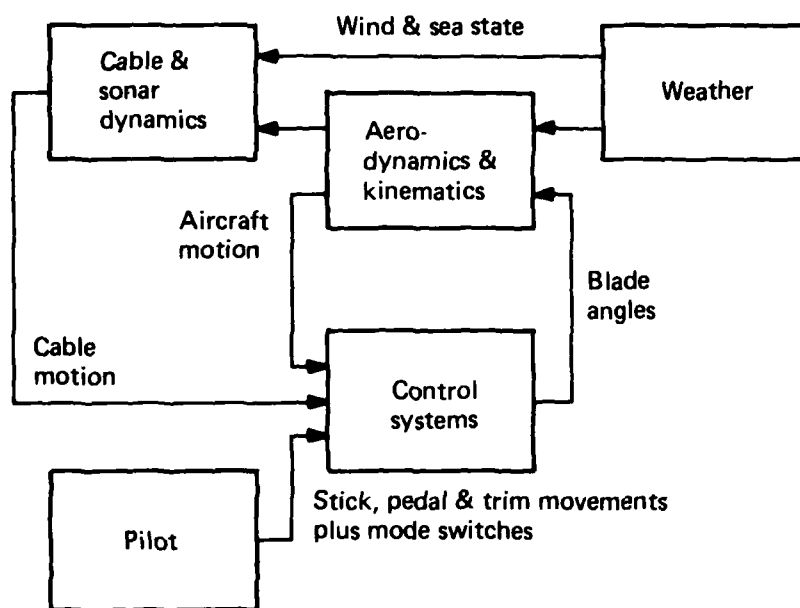 Wind & sea state
Cable &
sonar
dynamics
Weather
Aero-
dynamics &
kinematics
Aircraft
motion
Blade
angles
Cable
motion
Control
systems
Stick, pedal & trim movements
plus mode switches
Pilot